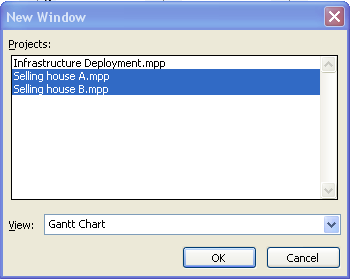 New Window
Projects:
Infrastructure Deployment.mpp
Selling house A.mpp
Selling house B.mpp
View: Gantt Chart
OK Cancel